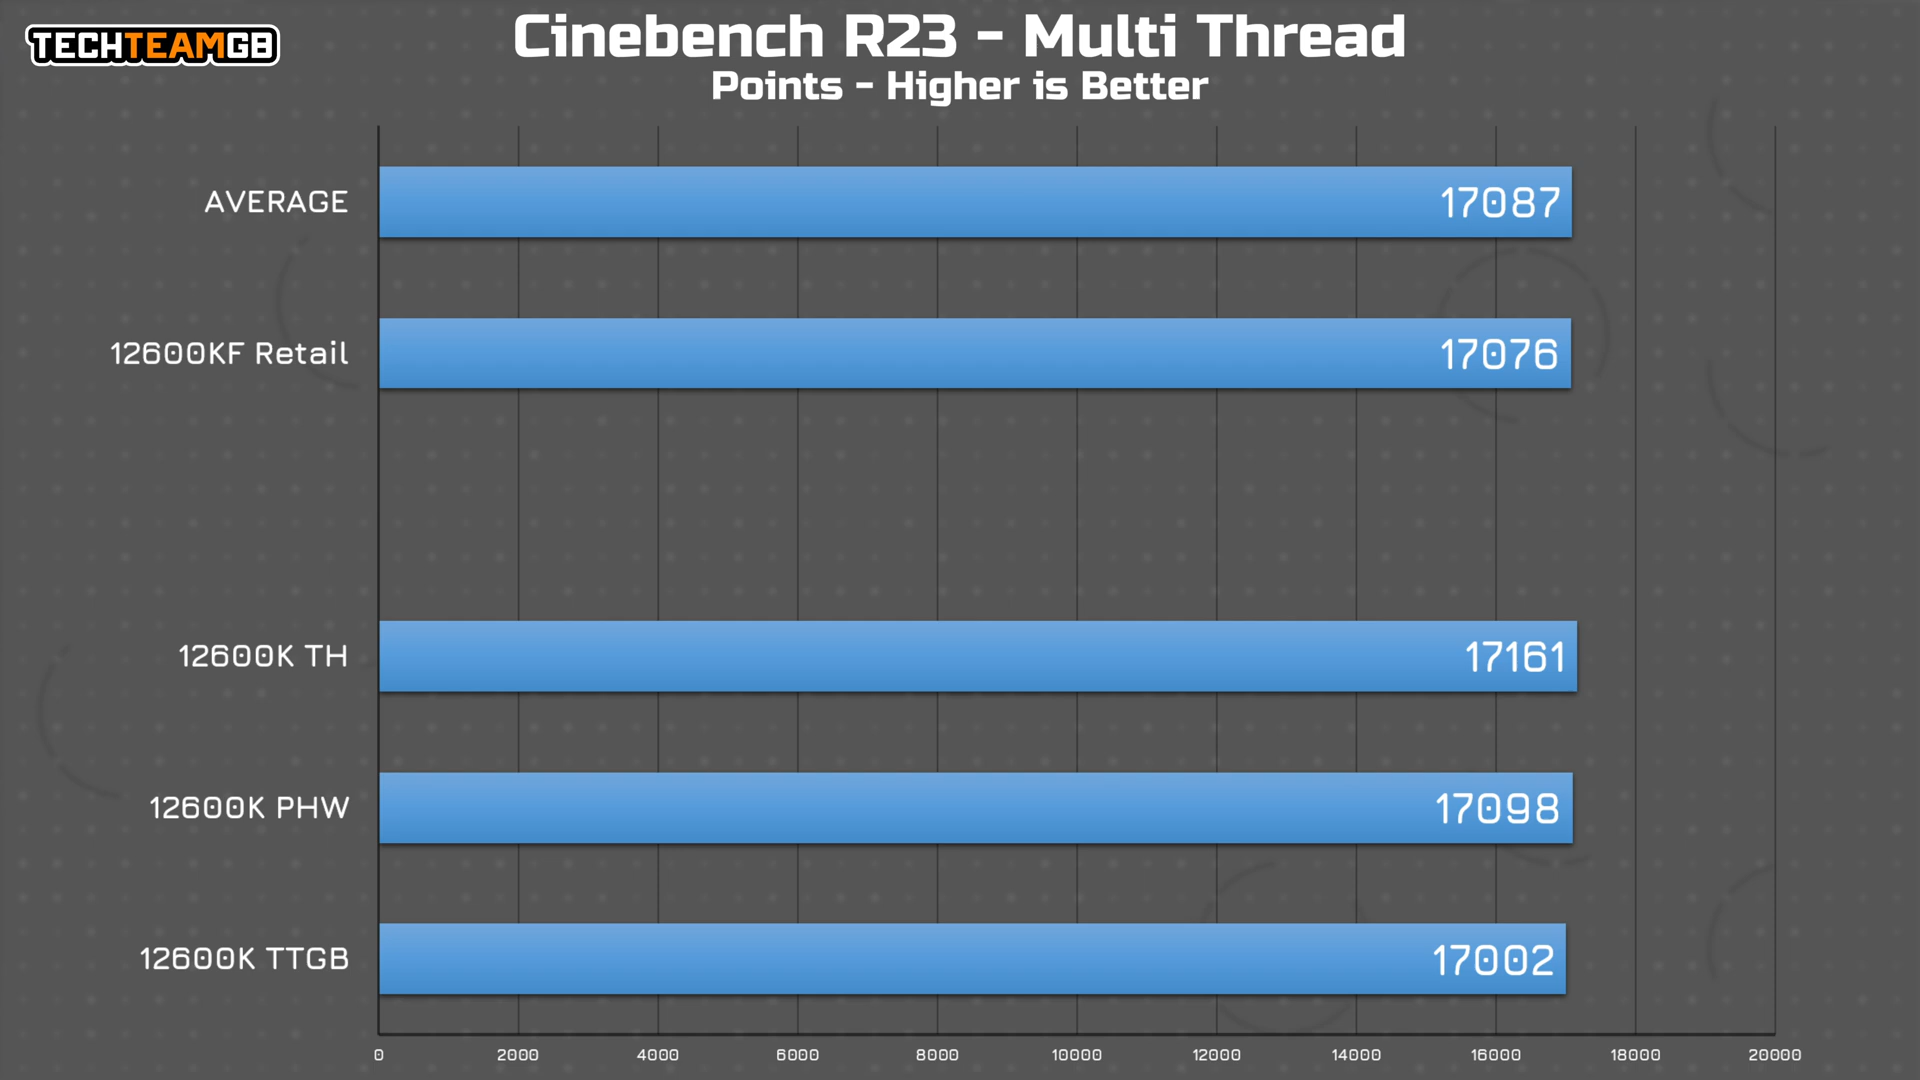 TECHTEAMGB
Cinebench R23 - Multi Thread
Points - Higher is Better
AVERAGE 17087
12600KF Retail 17076
12600K TH 17161
12600K PHW 17098
12600K TTGB 17002
0 2000 4000 6000 8000 10000 12000 14000 16000 18000 20000